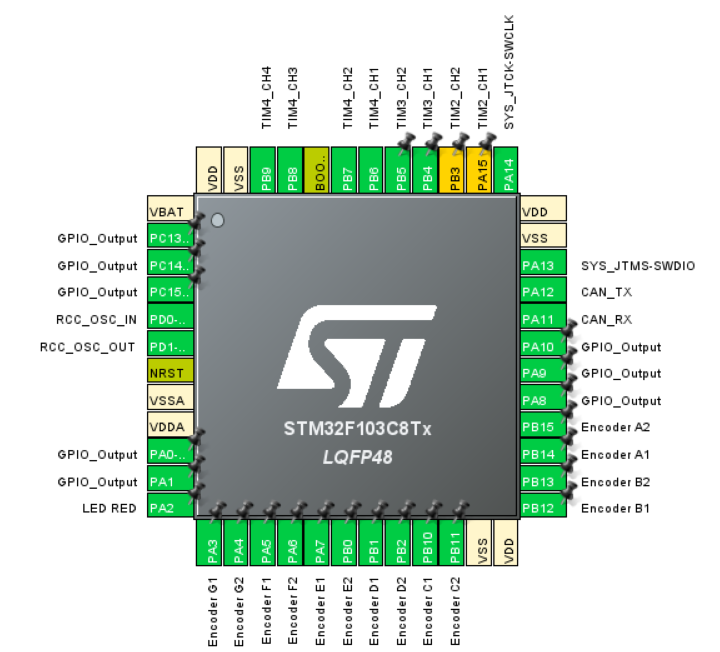 TIM4_CH4
TIM4_CH3
TIM4_CH2
TIM4_CH1
TIM3_CH2
TIM3_CH1
TIM2_CH2
TIM2_CH1
SYS_JTCK-SWCLK
VDD
VSS
PB9
PB8
BOO..
PB7
PB6
PB5
PB4
PB3
PA15
PA14
VBAT
GPIO_Output PC13..
GPIO_Output PC14..
GPIO_Output PC15..
RCC_OSC_IN PD0-..
RCC_OSC_OUT PD1-..
NRST
VSSA
VDDA
GPIO_Output PA0-..
GPIO_Output PA1
LED RED PA2
ST
STM32F103C8Tx
LQFP48
VDD
VSS
PA13 SYS_JTMS-SWDIO
PA12 CAN_TX
PA11 CAN_RX
PA10 GPIO_Output
PA9 GPIO_Output
PA8 GPIO_Output
PB15 Encoder A2
PB14 Encoder A1
PB13 Encoder B2
PB12 Encoder B1
PA3
PA4
PA5
PA6
PA7
PB0
PB1
PB2
PB10
PB11
VSS
VDD
Encoder G1
Encoder G2
Encoder F1
Encoder F2
Encoder E1
Encoder E2
Encoder D1
Encoder D2
Encoder C1
Encoder C2